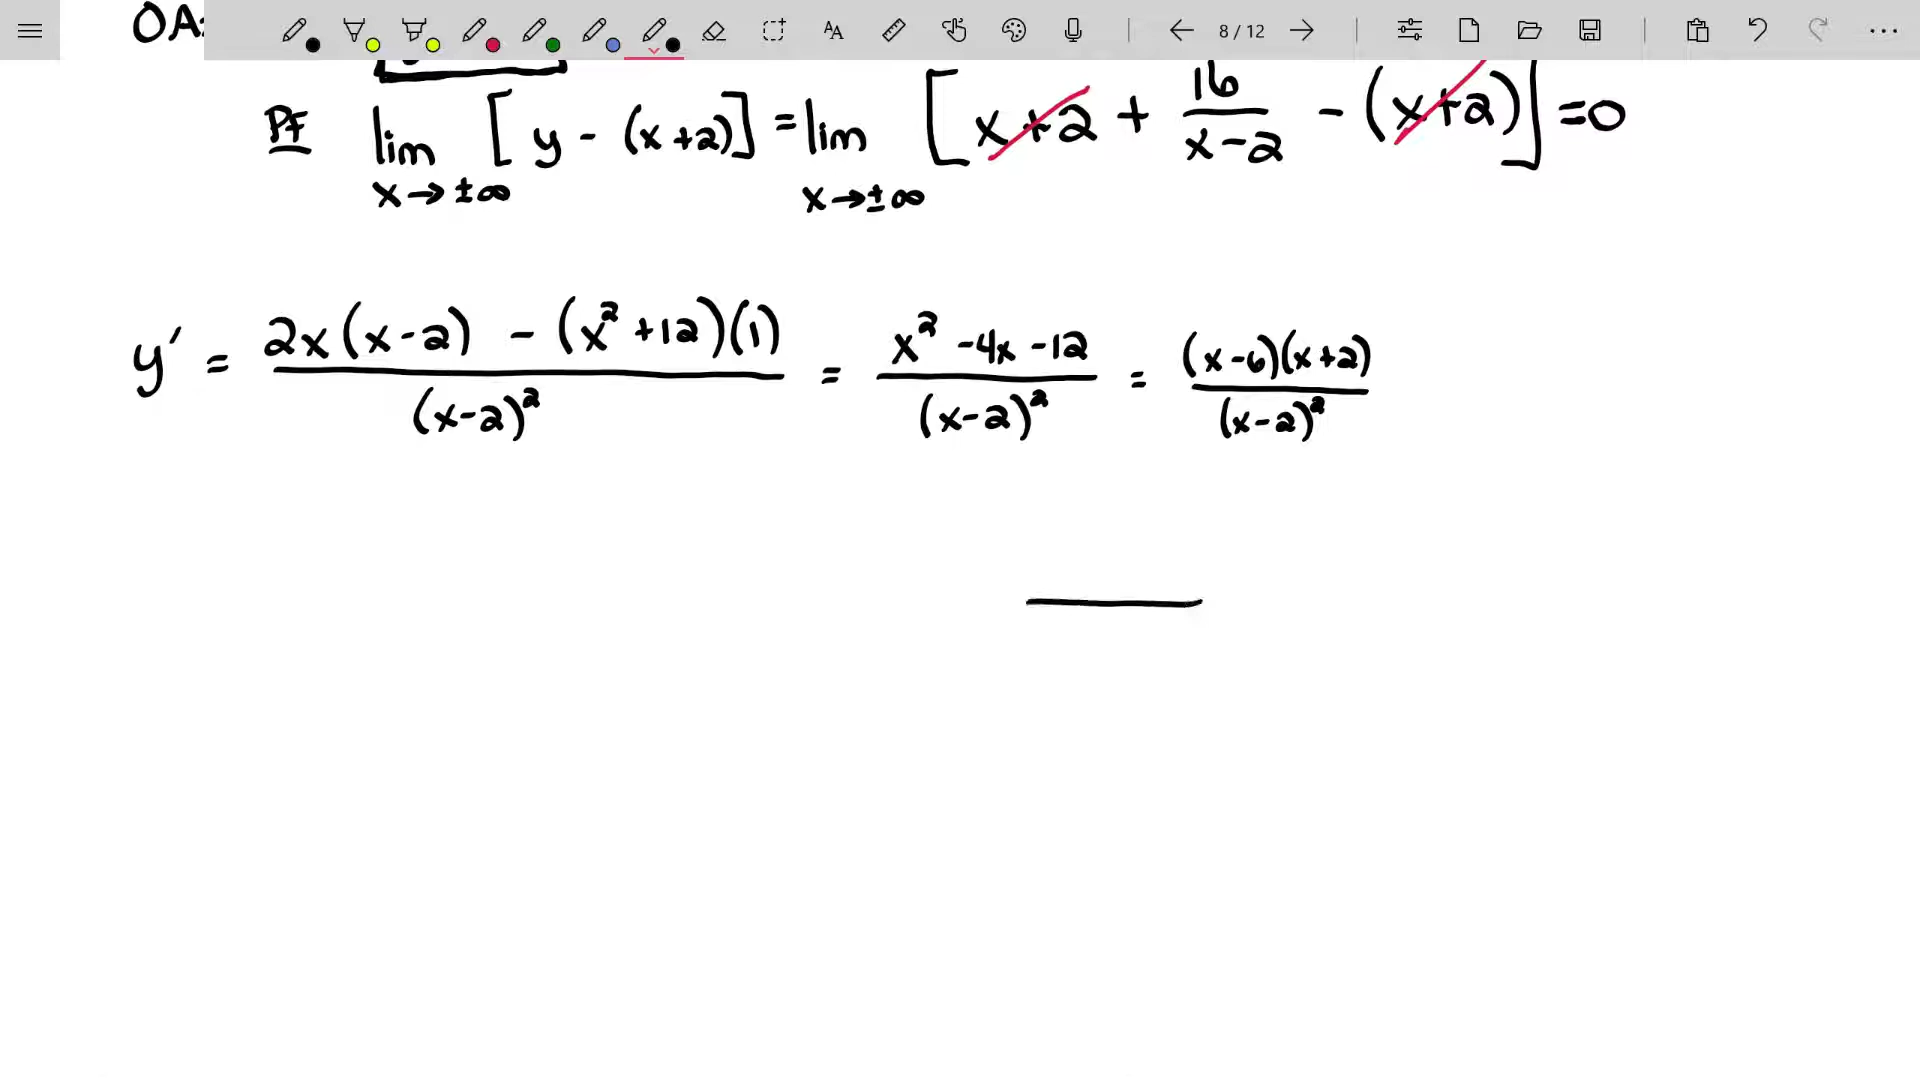 OA:
8 / 12
Pf lim x→±∞ [y - (x+2)] = lim x→±∞ [x+2 + 16/(x-2) - (x+2)] = 0
y' = (2x(x-2) - (x²+12)(1))/(x-2)² = (x²-4x-12)/(x-2)² = ((x-6)(x+2))/(x-2)²